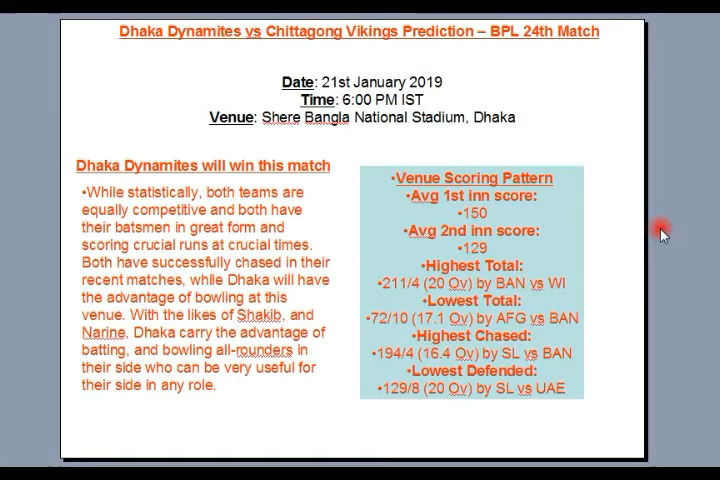 Dhaka Dynamites vs Chittagong Vikings Prediction – BPL 24th Match
Date: 21st January 2019
Time: 6:00 PM IST
Venue: Shere Bangla National Stadium, Dhaka
Dhaka Dynamites will win this match
•While statistically, both teams are
equally competitive and both have
their batsmen in great form and
scoring crucial runs at crucial times.
Both have successfully chased in their
recent matches, while Dhaka will have
the advantage of bowling at this
venue. With the likes of Shakib, and
Narine, Dhaka carry the advantage of
batting, and bowling all-rounders in
their side who can be very useful for
their side in any role.
•Venue Scoring Pattern
•Avg 1st inn score:
•150
•Avg 2nd inn score:
•129
•Highest Total:
•211/4 (20 Ov) by BAN vs WI
•Lowest Total:
•72/10 (17.1 Ov) by AFG vs BAN
•Highest Chased:
•194/4 (16.4 Ov) by SL vs BAN
•Lowest Defended:
•129/8 (20 Ov) by SL vs UAE